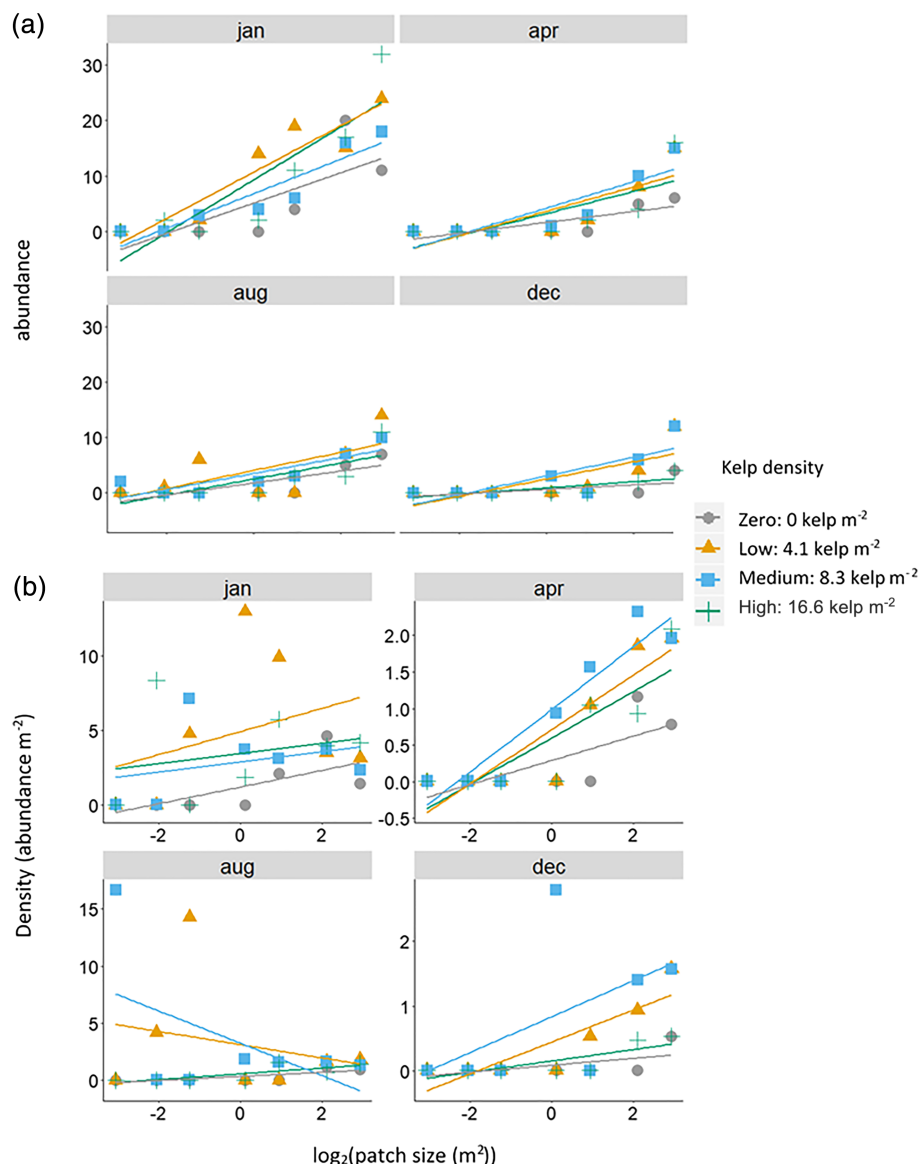 (a)
jan
apr
30
20
10
0
abundance
aug
dec
30
20
10
0
Kelp density
Zero: 0 kelp m⁻²
Low: 4.1 kelp m⁻²
Medium: 8.3 kelp m⁻²
High: 16.6 kelp m⁻²
(b)
jan
apr
10
5
0
2.0
1.5
1.0
0.5
0.0
-0.5
-2 0 2
-2 0 2
Density (abundance m⁻²)
aug
dec
15
10
5
0
2
1
0
-2 0 2
-2 0 2
log₂(patch size (m²))